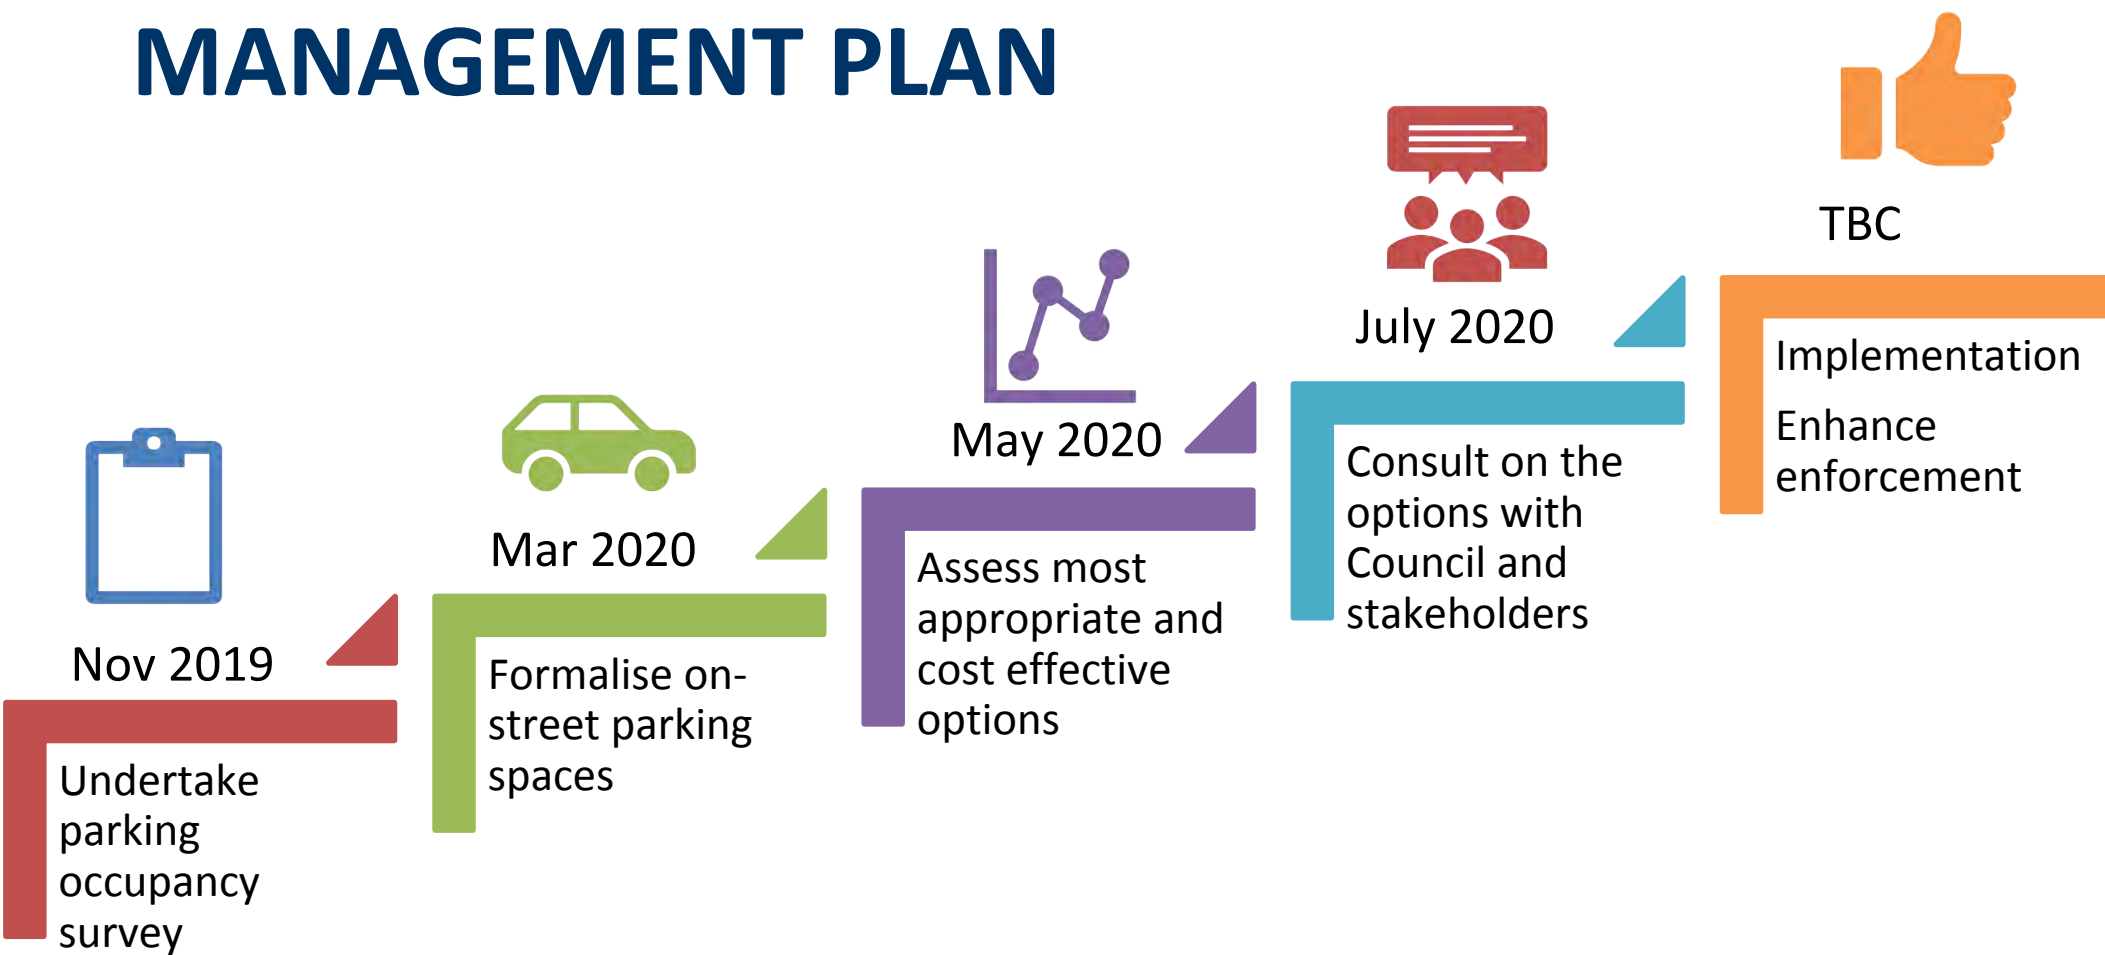 MANAGEMENT PLAN
Nov 2019
Undertake
parking
occupancy
survey
Mar 2020
Formalise on-
street parking
spaces
May 2020
Assess most
appropriate and
cost effective
options
July 2020
Consult on the
options with
Council and
stakeholders
TBC
Implementation
Enhance
enforcement